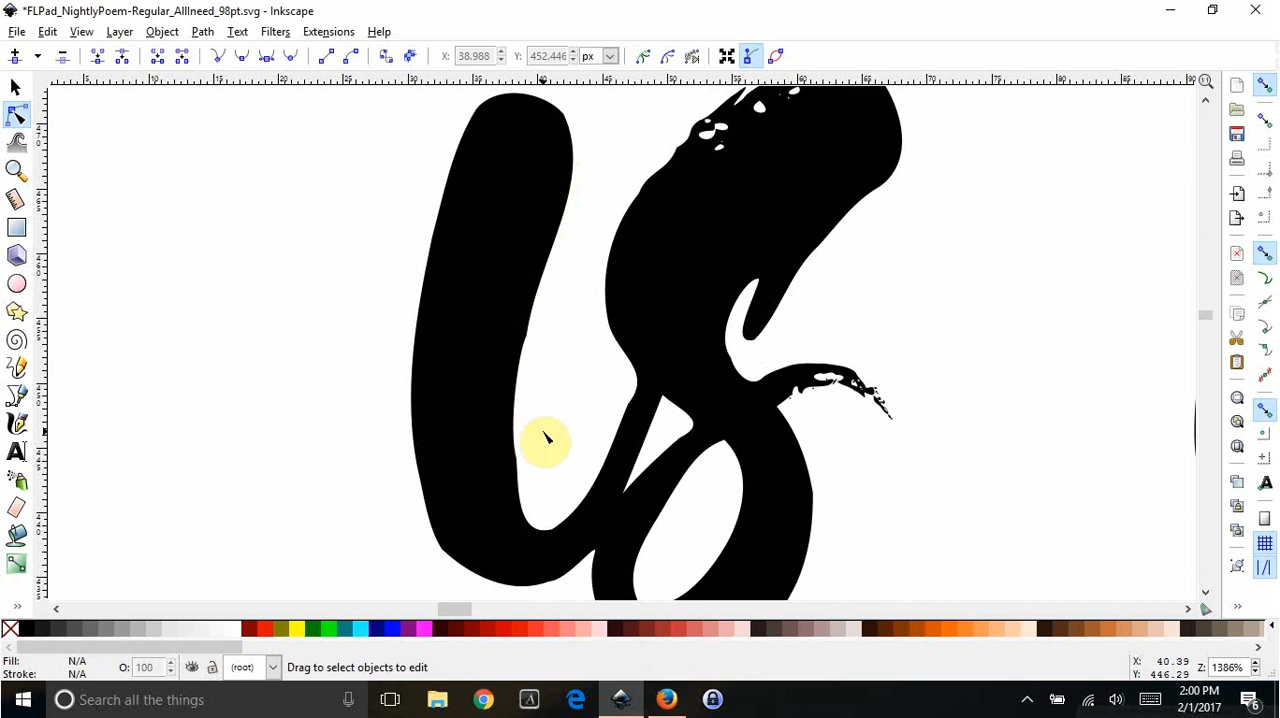 *FLPad_NightlyPoem-Regular_AllIneed_98pt.svg - Inkscape
File Edit View Layer Object Path Text Filters Extensions Help
X: 38.988 Y: 452.446 px
Fill: N/A O: 100 (root) Drag to select objects to edit X: 40.39 Z: 1386%
Stroke: N/A Y: 446.29
Search all the things 2:00 PM
2/1/2017 6